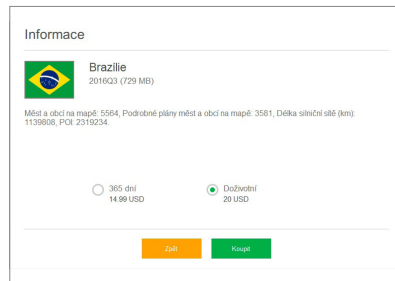 Informace
Brazílie
2016Q3 (729 MB)
Měst a obcí na mapě: 5564, Podrobné plány měst a obcí na mapě: 3581, Délka silniční sítě (km):
1139808, POI: 2319234.
365 dní
14.99 USD
Doživotní
20 USD
Zpět
Koupit